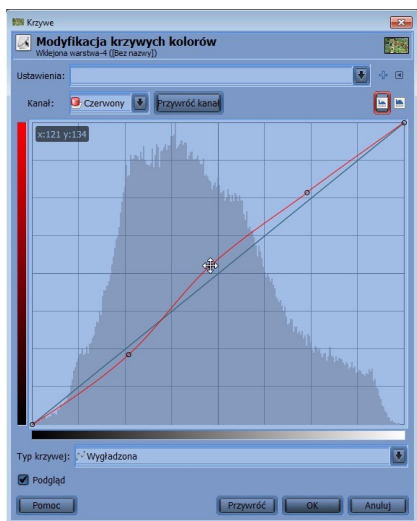 Krzywe
Modyfikacja krzywych kolorów
Wklejona warstwa-4 ([Bez nazwy])
Ustawienia:
Kanał: Czerwony Przywróć kanał
x:121 y:134
Typ krzywej: Wygładzona
Podgląd
Pomoc Przywróć OK Anuluj